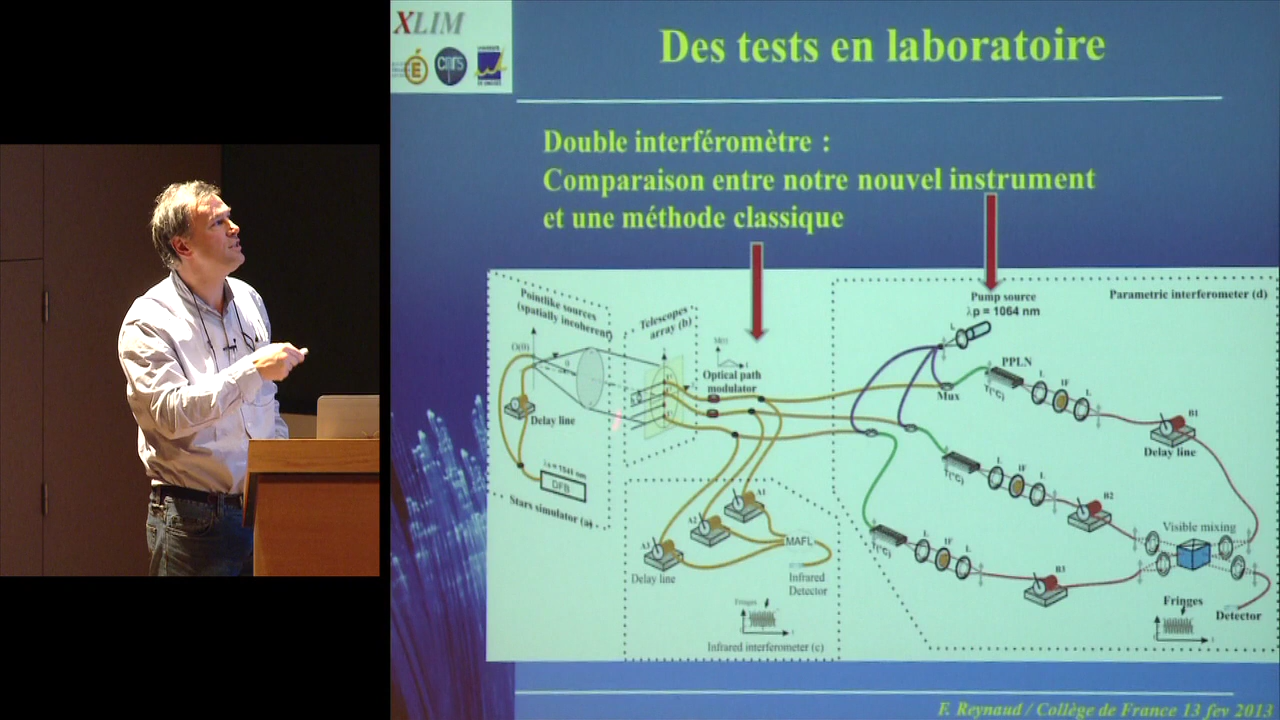 XLIM
cnrs
Des tests en laboratoire
Double interféromètre :
Comparaison entre notre nouvel instrument
et une méthode classique
Pointlike sources
(spatially incoherent)
O(θ)
θ
Delay line
DFB
Stars simulator (a)
Telescopes
array (b)
M(t)
t
Optical path
modulator
A1
A2
A3
Delay line
MAFL
Infrared
Detector
Fringes
t
Infrared interferometer (c)
Pump source
λp = 1064 nm
Parametric interferometer (d)
L
Mux
PPLN
T(°C)
L
IF
L
B1
Delay line
T(°C)
L
IF
L
B2
T(°C)
L
IF
L
B3
Visible mixing
Fringes
t
Detector
F. Reynaud / Collège de France 13 fev 2013